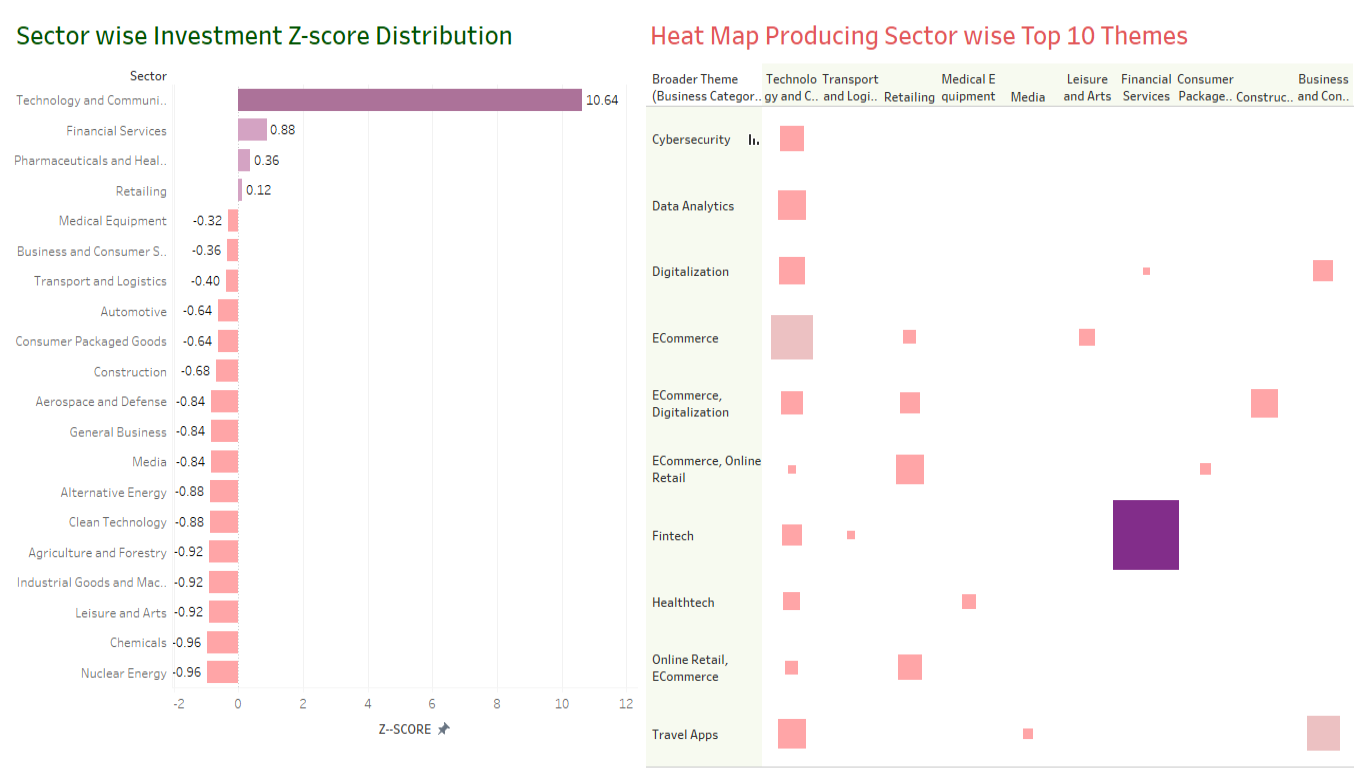 Sector wise Investment Z-score Distribution
Sector
Technology and Communi..
10.64
Financial Services
0.88
Pharmaceuticals and Heal..
0.36
Retailing
0.12
Medical Equipment
-0.32
Business and Consumer S..
-0.36
Transport and Logistics
-0.40
Automotive
-0.64
Consumer Packaged Goods
-0.64
Construction
-0.68
Aerospace and Defense
-0.84
General Business
-0.84
Media
-0.84
Alternative Energy
-0.88
Clean Technology
-0.88
Agriculture and Forestry
-0.92
Industrial Goods and Mac..
-0.92
Leisure and Arts
-0.92
Chemicals
-0.96
Nuclear Energy
-0.96
-2 0 2 4 6 8 10 12
Z--SCORE
Heat Map Producing Sector wise Top 10 Themes
Broader Theme
(Business Categor..
Technolo
gy and C..
Transport
and Logi..
Retailing
Medical E
quipment
Media
Leisure
and Arts
Financial
Services
Consumer
Package..
Construc..
Business
and Con..
Cybersecurity
Data Analytics
Digitalization
ECommerce
ECommerce,
Digitalization
ECommerce, Online
Retail
Fintech
Healthtech
Online Retail,
ECommerce
Travel Apps